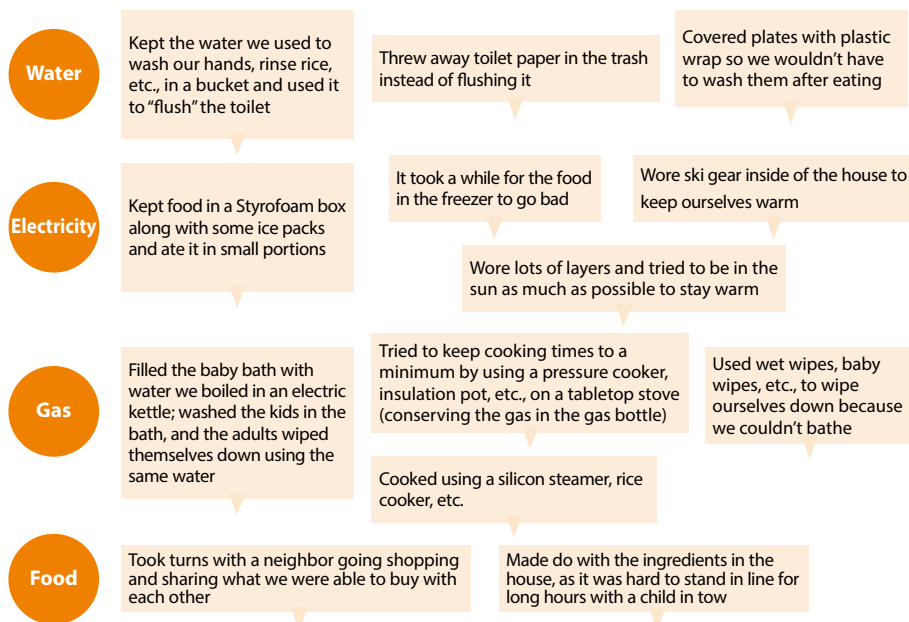 Water
Kept the water we used to
wash our hands, rinse rice,
etc., in a bucket and used it
to “flush” the toilet
Threw away toilet paper in the trash
instead of flushing it
Covered plates with plastic
wrap so we wouldn’t have
to wash them after eating
Electricity
Kept food in a Styrofoam box
along with some ice packs
and ate it in small portions
It took a while for the food
in the freezer to go bad
Wore ski gear inside of the house to
keep ourselves warm
Wore lots of layers and tried to be in the
sun as much as possible to stay warm
Gas
Filled the baby bath with
water we boiled in an electric
kettle; washed the kids in the
bath, and the adults wiped
themselves down using the
same water
Tried to keep cooking times to a
minimum by using a pressure cooker,
insulation pot, etc., on a tabletop stove
(conserving the gas in the gas bottle)
Used wet wipes, baby
wipes, etc., to wipe
ourselves down because
we couldn’t bathe
Cooked using a silicon steamer, rice
cooker, etc.
Food
Took turns with a neighbor going shopping
and sharing what we were able to buy with
each other
Made do with the ingredients in the
house, as it was hard to stand in line for
long hours with a child in tow